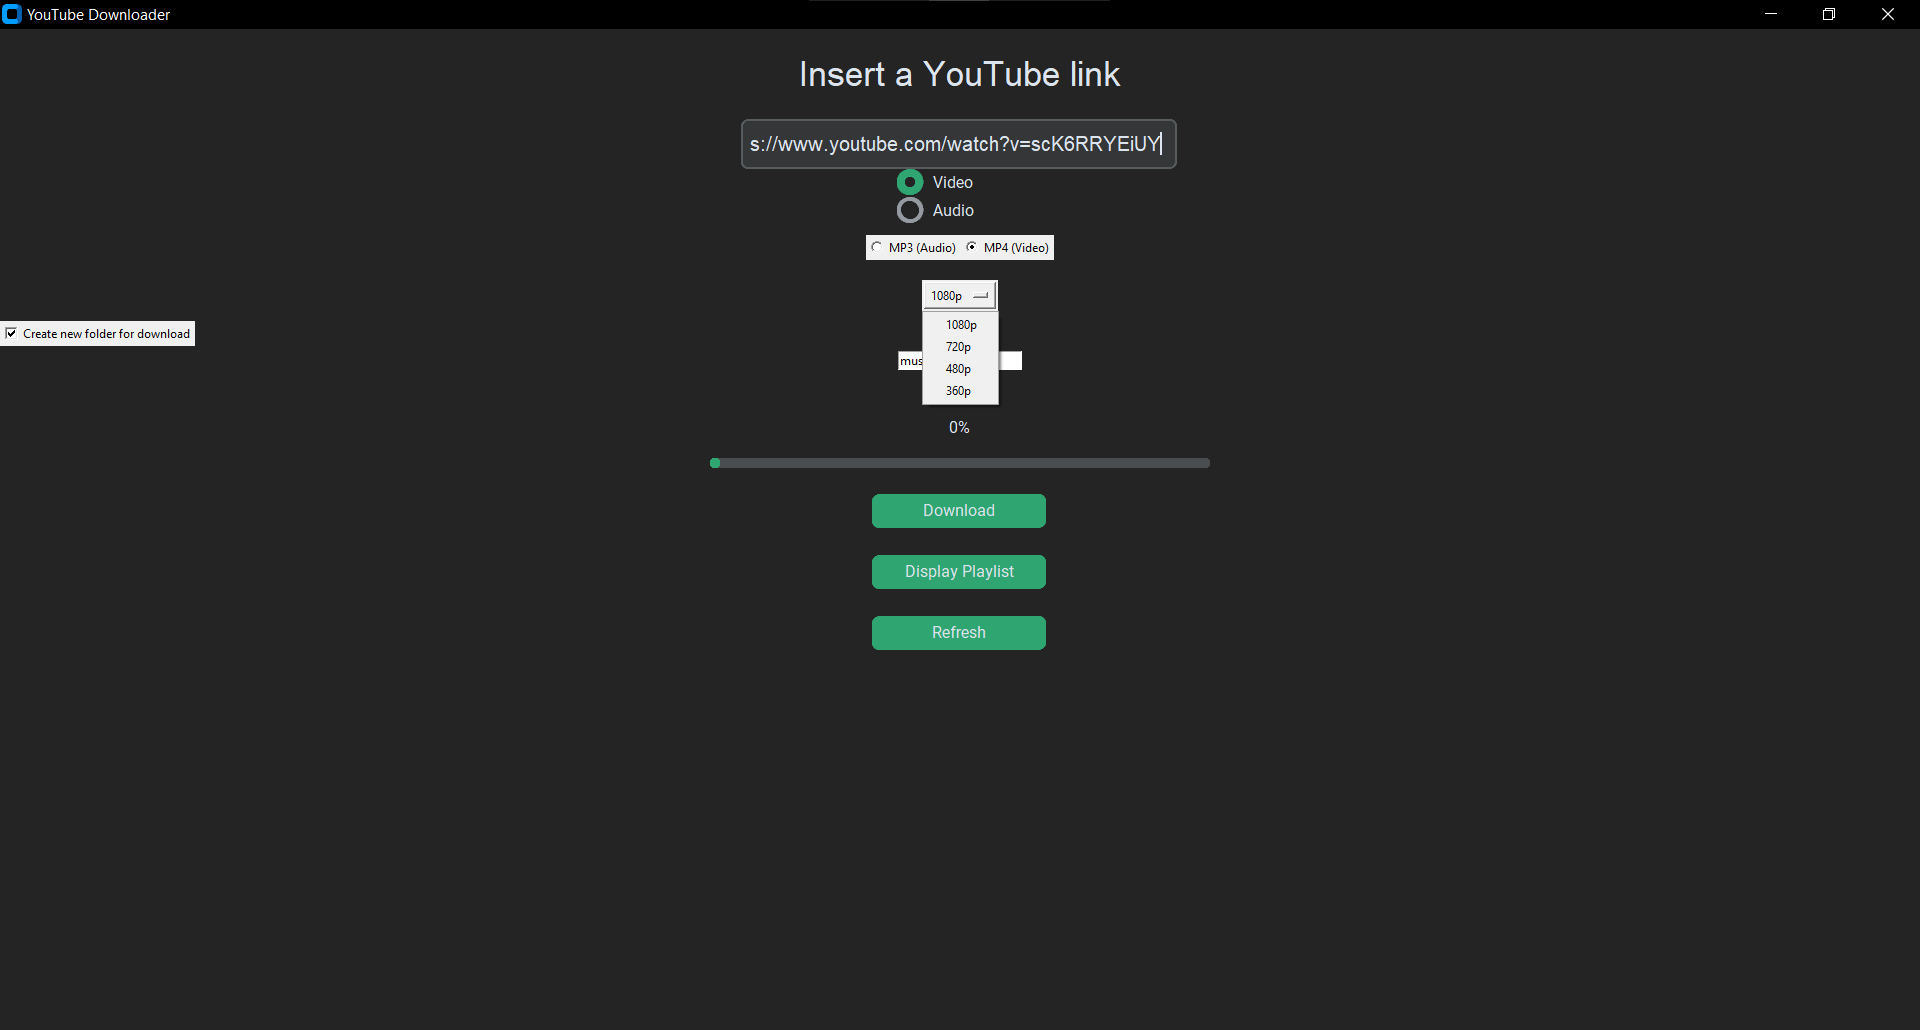 YouTube Downloader
Insert a YouTube link
s://www.youtube.com/watch?v=scK6RRYEiUY
Video
Audio
MP3 (Audio) MP4 (Video)
1080p
1080p
720p
480p
360p
Create new folder for download
mus
0%
Download
Display Playlist
Refresh